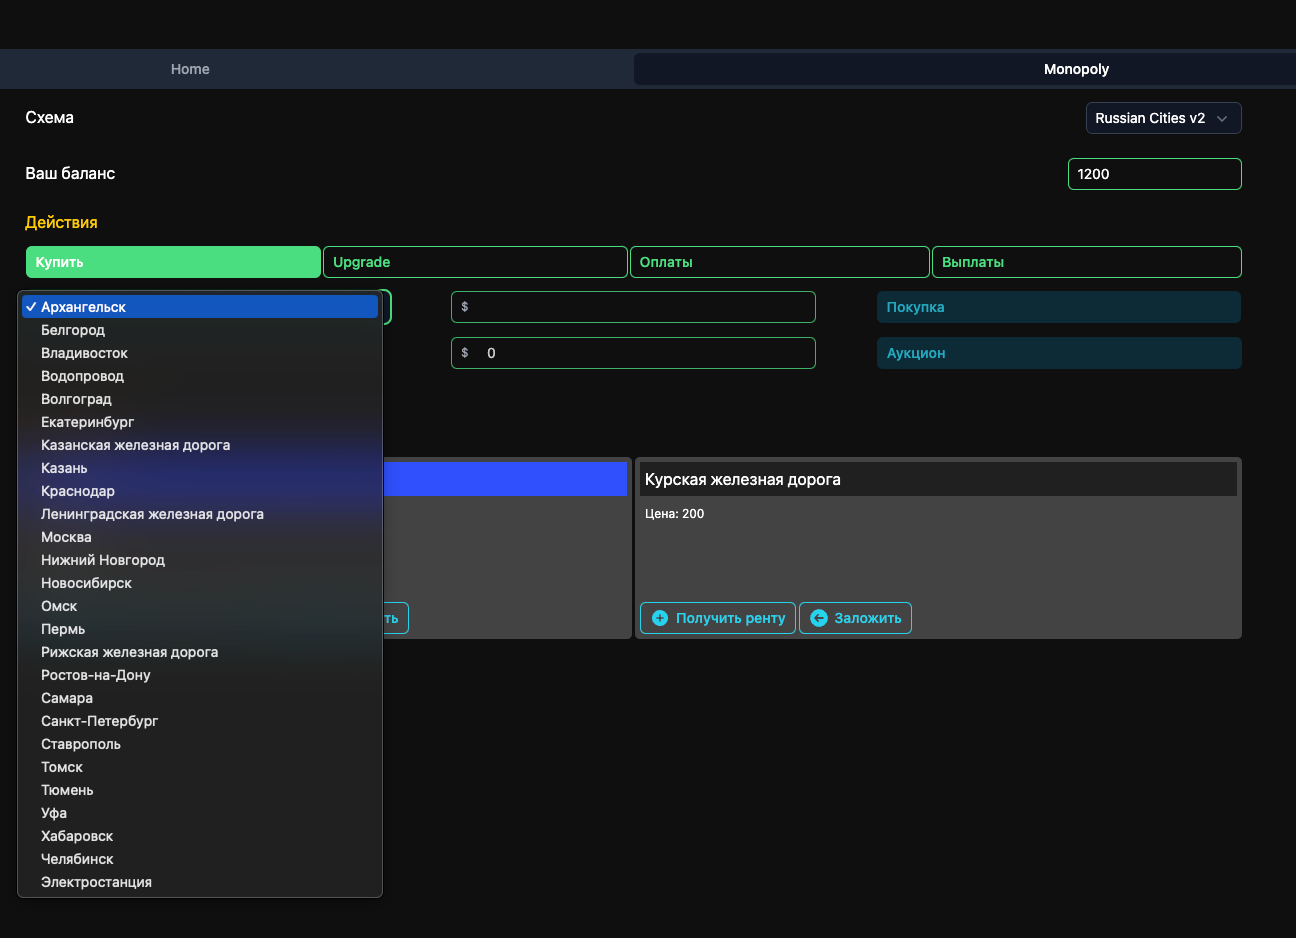 Home
Monopoly
Схема
Russian Cities v2
Ваш баланс
1200
Действия
Купить
Upgrade
Оплаты
Выплаты
Архангельск
Белгород
Владивосток
Водопровод
Волгоград
Екатеринбург
Казанская железная дорога
Казань
Краснодар
Ленинградская железная дорога
Москва
Нижний Новгород
Новосибирск
Омск
Пермь
Рижская железная дорога
Ростов-на-Дону
Самара
Санкт-Петербург
Ставрополь
Томск
Тюмень
Уфа
Хабаровск
Челябинск
Электростанция
$
Покупка
$ 0
Аукцион
ть
Курская железная дорога
Цена: 200
Получить ренту
Заложить